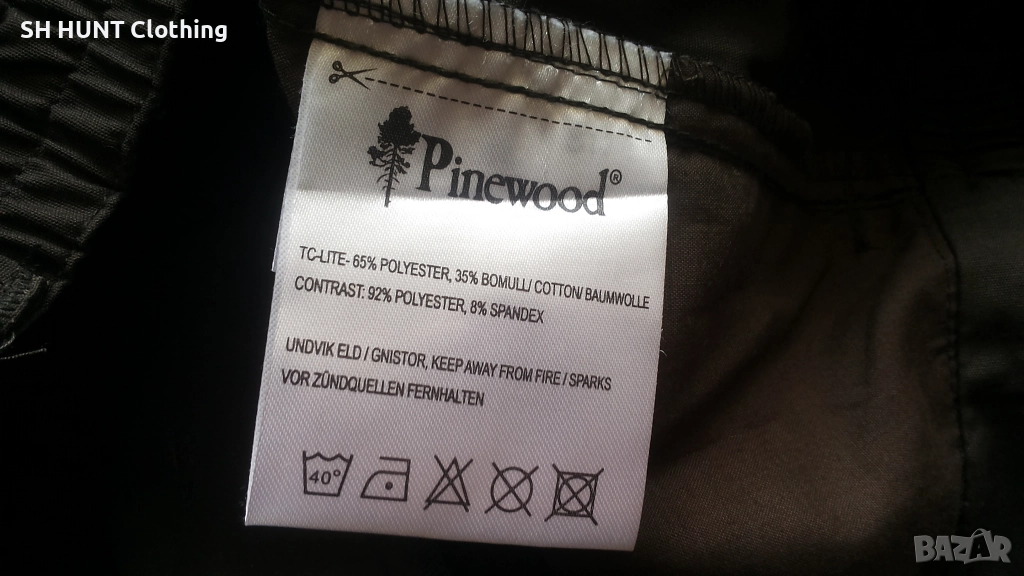 SH HUNT Clothing
Pinewood®
TC-LITE- 65% POLYESTER, 35% BOMULL/ COTTON/ BAUMWOLLE
CONTRAST: 92% POLYESTER, 8% SPANDEX
UNDVIK ELD / GNISTOR, KEEP AWAY FROM FIRE / SPARKS
VOR ZÜNDQUELLEN FERNHALTEN
40°
BAZAR